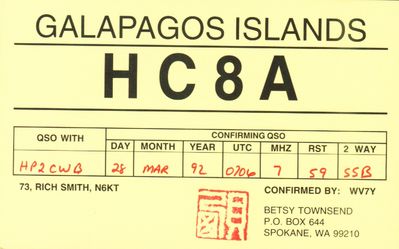 GALAPAGOS ISLANDS
HC8A
QSO WITH CONFIRMING QSO
DAY MONTH YEAR UTC MHZ RST 2 WAY
HP2CWB 28 MAR 92 0706 7 59 SSB
73, RICH SMITH, N6KT CONFIRMED BY: WV7Y
BETSY TOWNSEND
P.O. BOX 644
SPOKANE, WA 99210